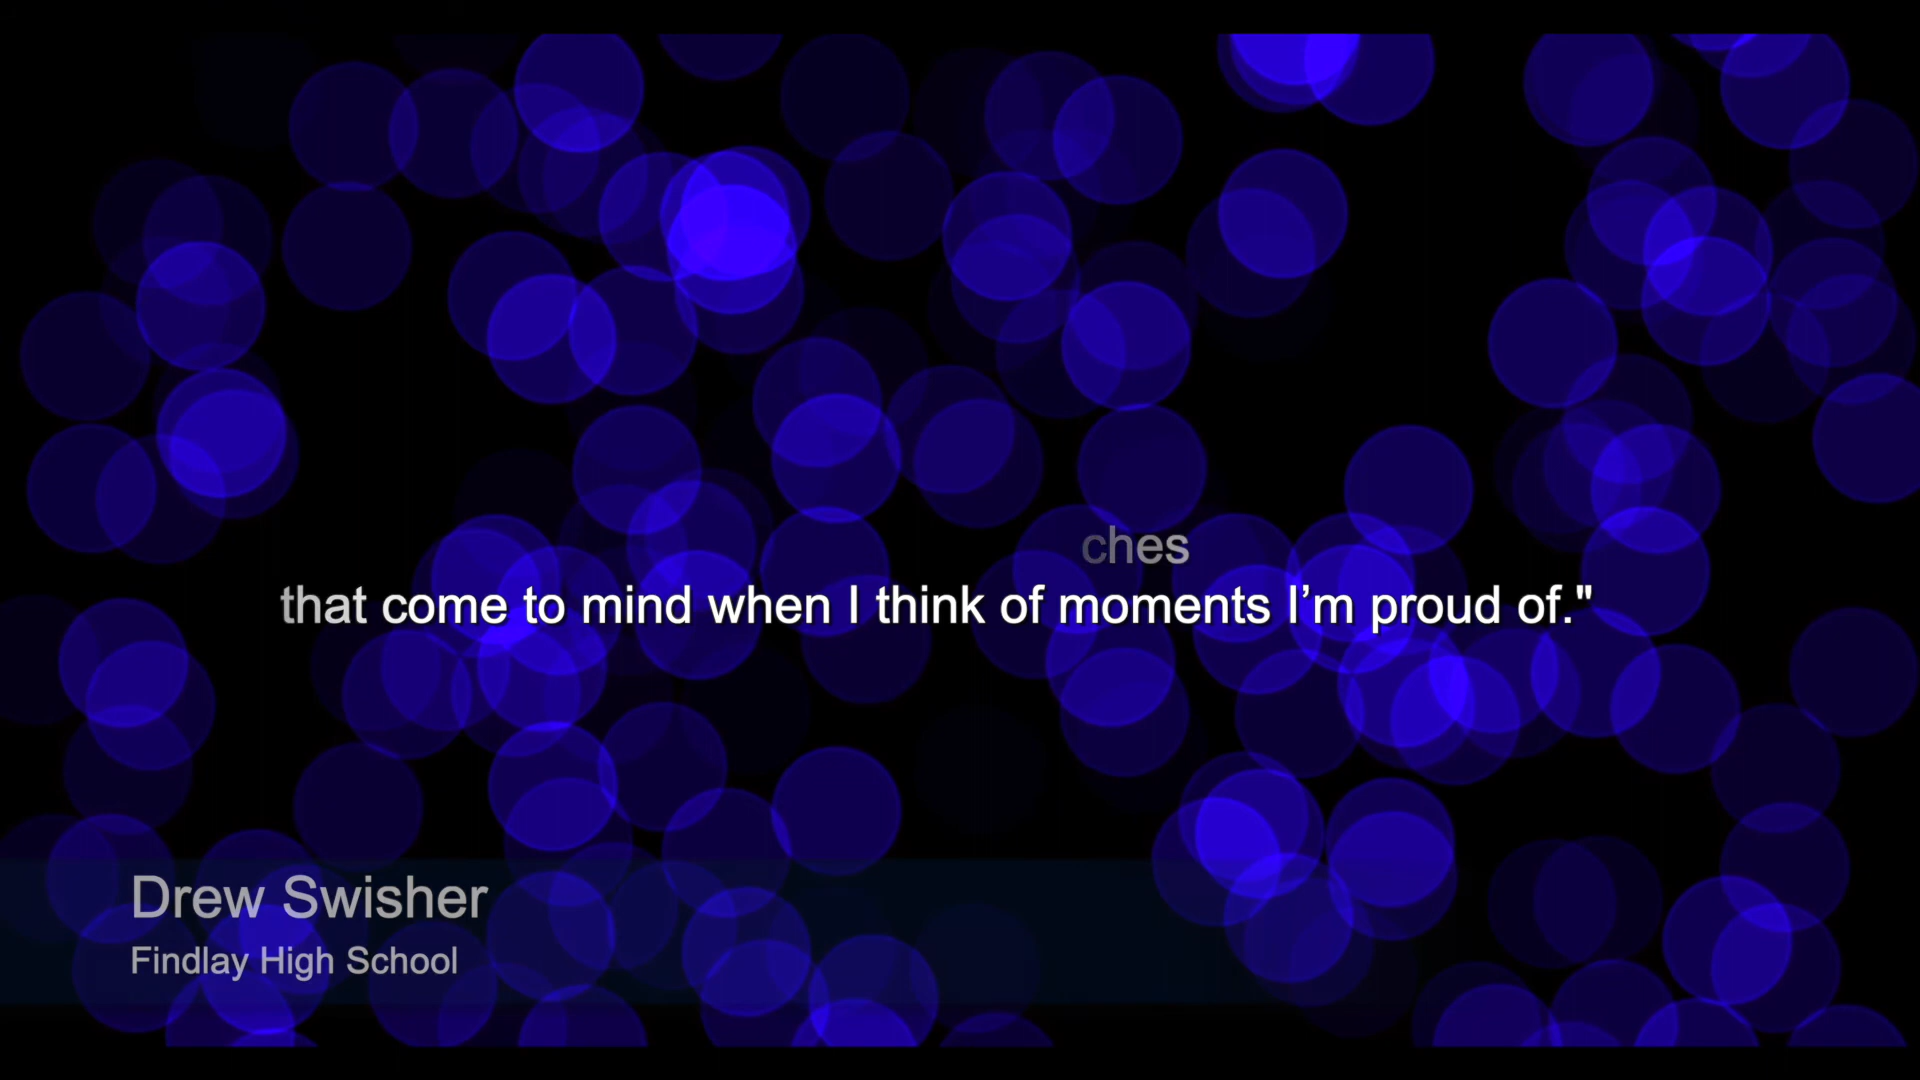 ches
that come to mind when I think of moments I’m proud of."
Drew Swisher
Findlay High School